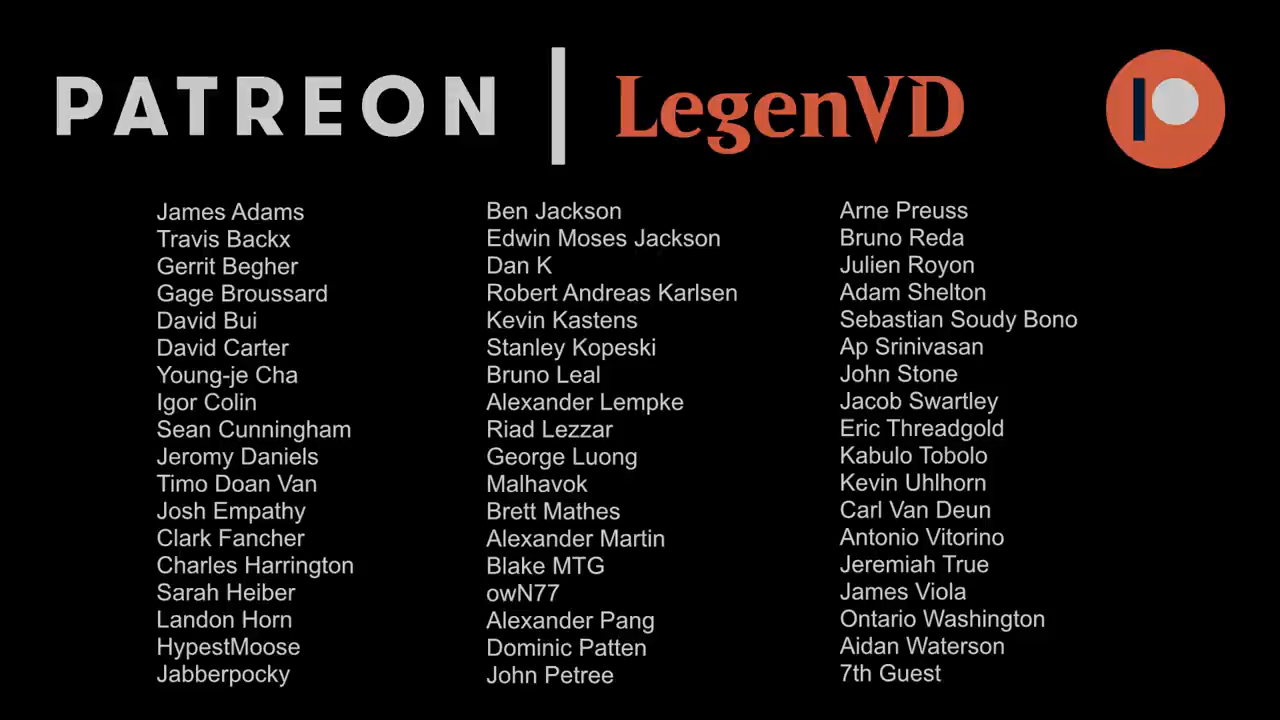 PATREON | LegenVD
James Adams
Travis Backx
Gerrit Begher
Gage Broussard
David Bui
David Carter
Young-je Cha
Igor Colin
Sean Cunningham
Jeromy Daniels
Timo Doan Van
Josh Empathy
Clark Fancher
Charles Harrington
Sarah Heiber
Landon Horn
HypestMoose
Jabberpocky
Ben Jackson
Edwin Moses Jackson
Dan K
Robert Andreas Karlsen
Kevin Kastens
Stanley Kopeski
Bruno Leal
Alexander Lempke
Riad Lezzar
George Luong
Malhavok
Brett Mathes
Alexander Martin
Blake MTG
owN77
Alexander Pang
Dominic Patten
John Petree
Arne Preuss
Bruno Reda
Julien Royon
Adam Shelton
Sebastian Soudy Bono
Ap Srinivasan
John Stone
Jacob Swartley
Eric Threadgold
Kabulo Tobolo
Kevin Uhlhorn
Carl Van Deun
Antonio Vitorino
Jeremiah True
James Viola
Ontario Washington
Aidan Waterson
7th Guest